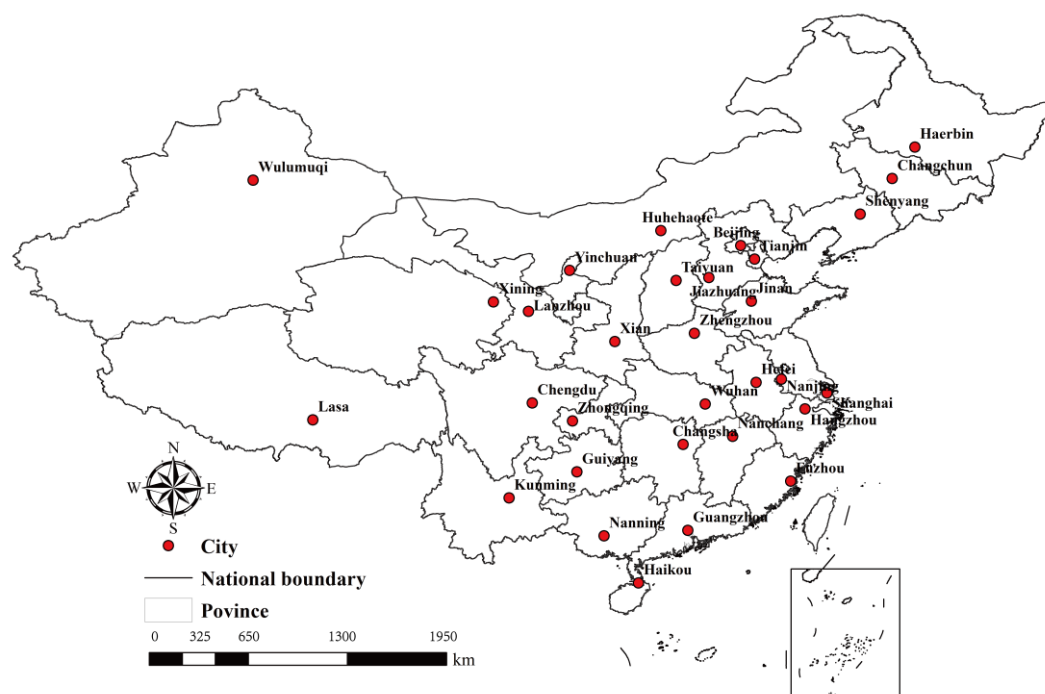 Haerbin
Wulumuqi
Changchun
Shenyang
Huhehaote
Beijing
Tianjin
Yinchuan
Taiyuan
Jiazhuang
Jinan
Xining
Lanzhou
Zhengzhou
Xian
Hefei
Nanjing
Chengdu
Wuhan
Shanghai
Lasa
Zhongqing
Hangzhou
Nanchang
Changsha
Guiyang
Fuzhou
Kunming
N
W E
S
Guangzhou
Nanning
City
Haikou
National boundary
Povince
0 325 650 1300 1950
km